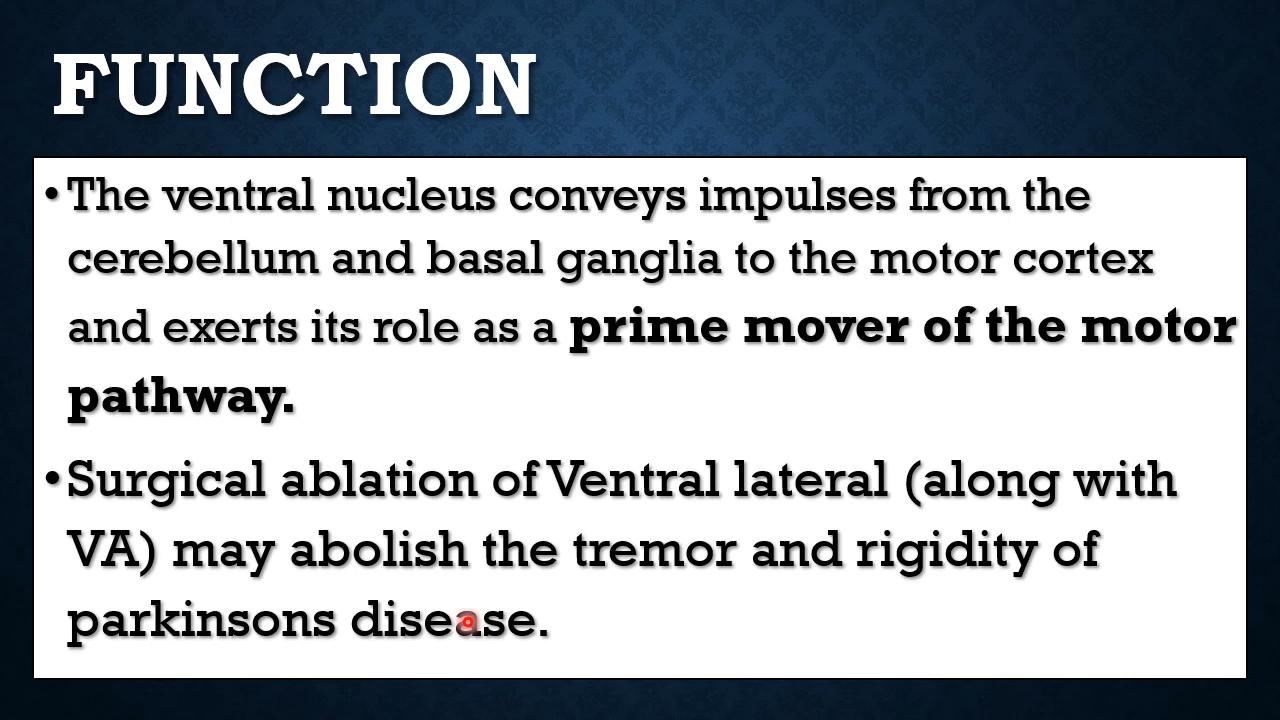 FUNCTION
• The ventral nucleus conveys impulses from the
cerebellum and basal ganglia to the motor cortex
and exerts its role as a prime mover of the motor
pathway.
• Surgical ablation of Ventral lateral (along with
VA) may abolish the tremor and rigidity of
parkinsons disease.